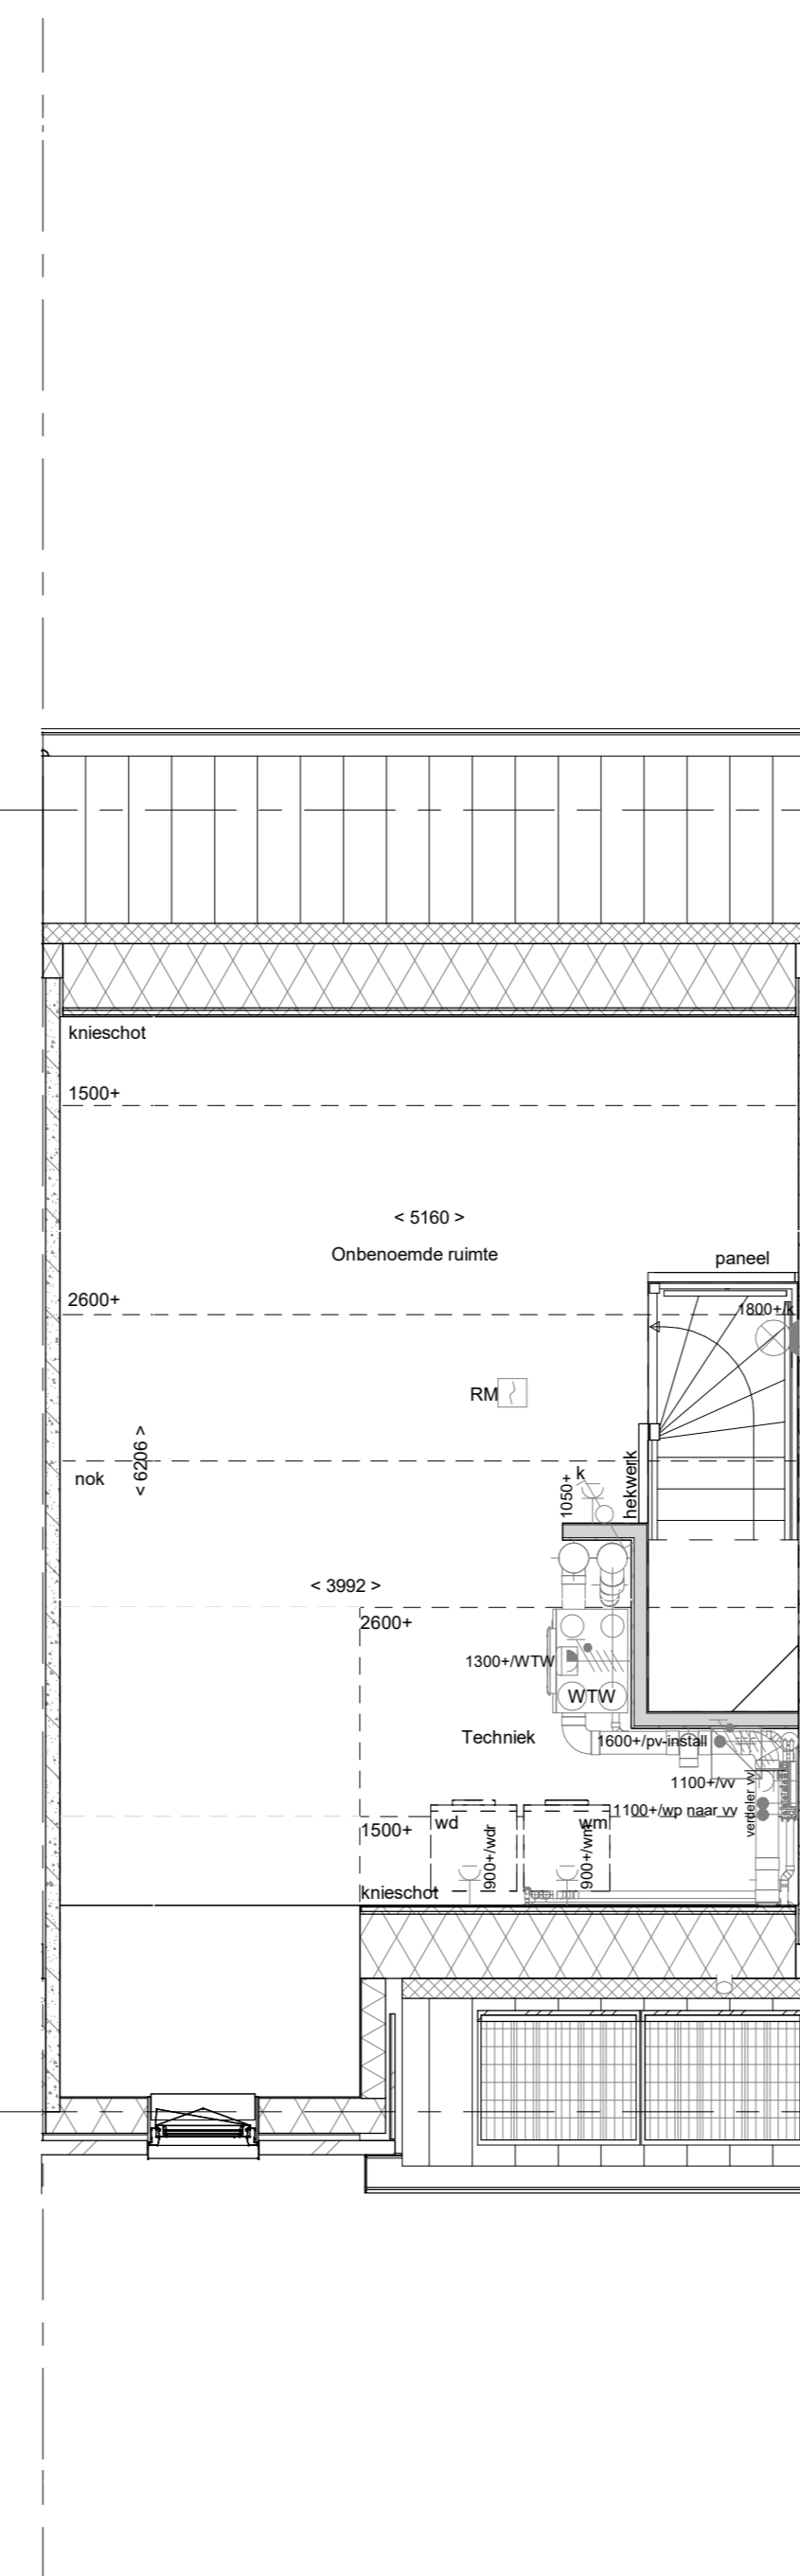 knieschot
1500+
< 5160 >
Onbenoemde ruimte
paneel
2600+
1800+/k
RM
< 6206 >
nok
hekwerk
k
1050+
< 3992 >
2600+
1300+/WTW
WTW
Techniek
1600+/pv-install
1100+/vv
verdeler vv
1100+/wp naar vv
1500+
wd
wm
900+/wdr
900+/wm
knieschot